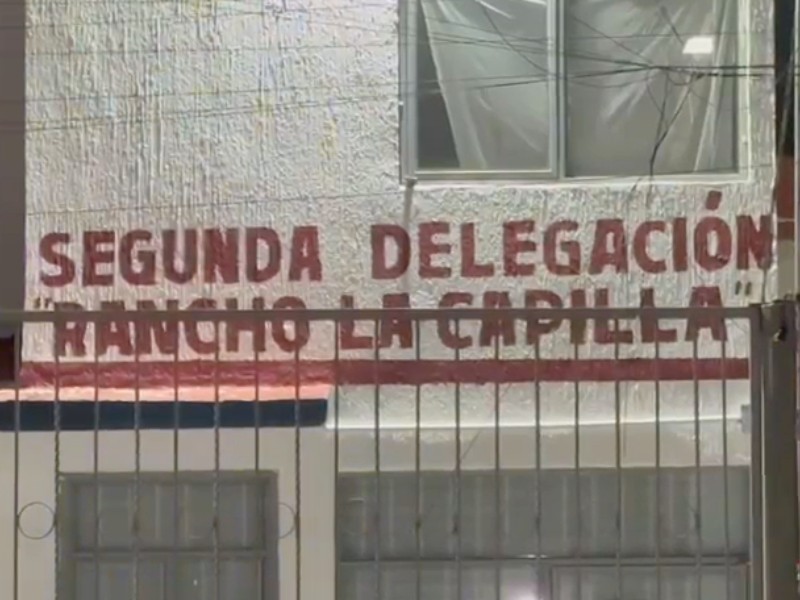 SEGUNDA DELEGACIÓN
"RANCHO LA CAPILLA"